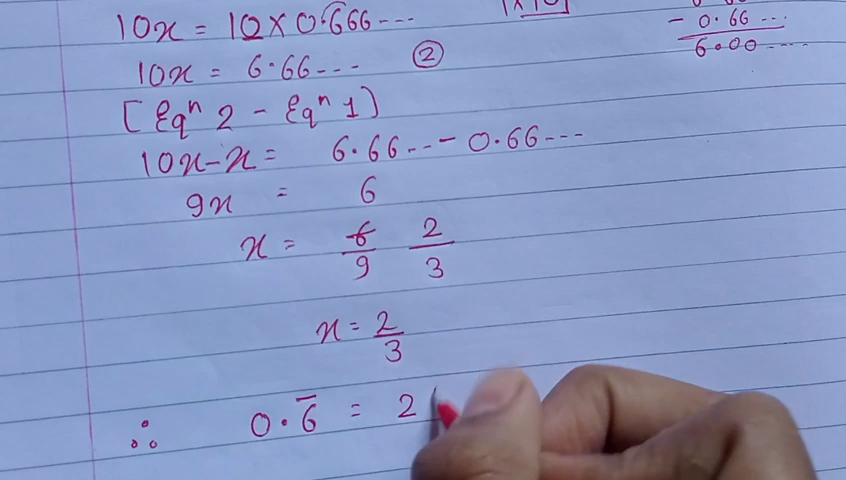 10x = 10 × 0.666...
10x = 6.66... ②
[Eqⁿ 2 - Eqⁿ 1]
10x - x = 6.66... - 0.66...
9x = 6
x = 6/9 2/3
x = 2/3
∴ 0.6̅ = 2
- 0.66...
6.00....